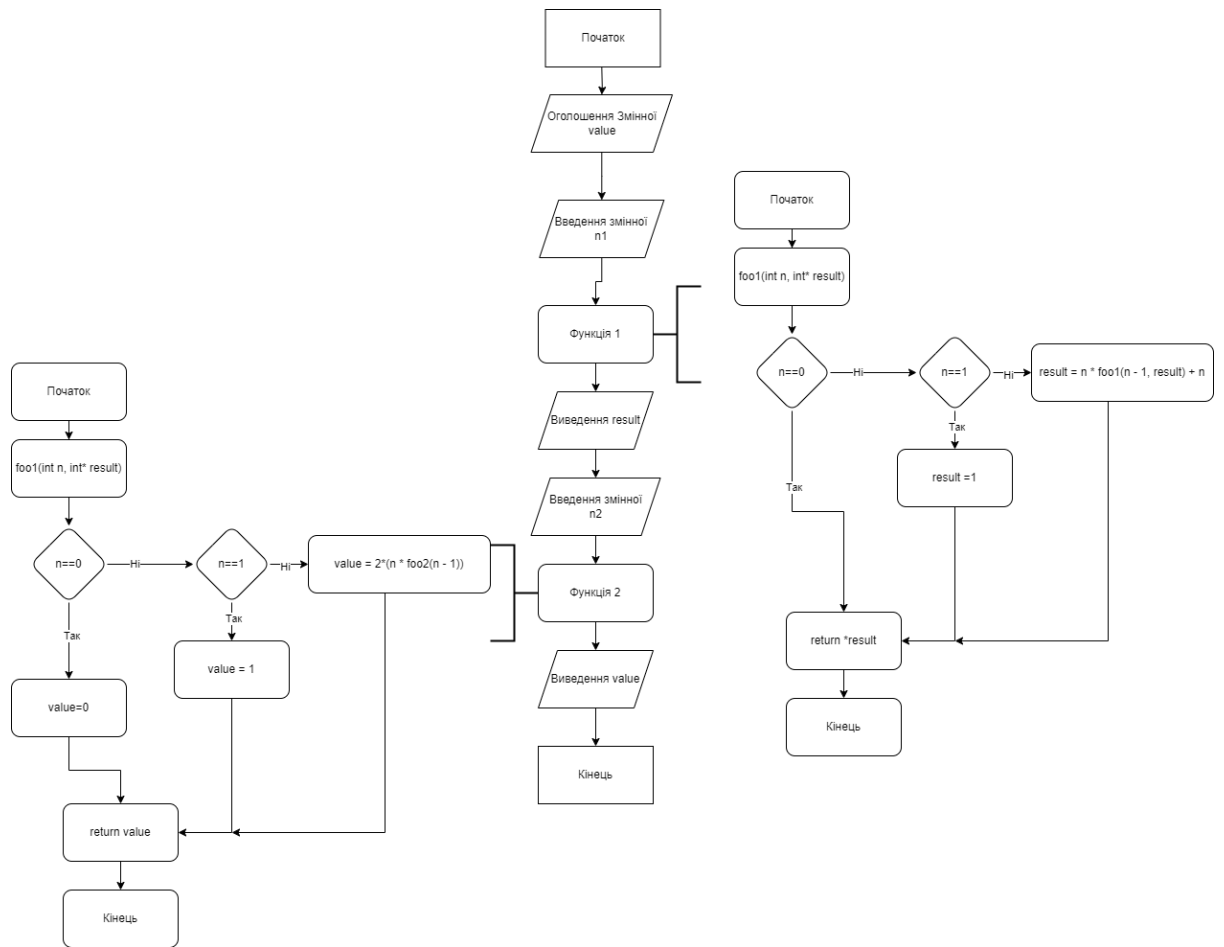 Початок
Оголошення Змінної
value
Введення змінної
n1
Функція 1
Виведення result
Введення змінної
n2
Функція 2
Виведення value
Кінець
Початок
foo1(int n, int* result)
n==0
Ні
n==1
Ні
result = n * foo1(n - 1, result) + n
Так
result =1
Так
return *result
Кінець
Початок
foo1(int n, int* result)
n==0
Ні
n==1
Ні
value = 2*(n * foo2(n - 1))
Так
Так
value = 1
value=0
return value
Кінець